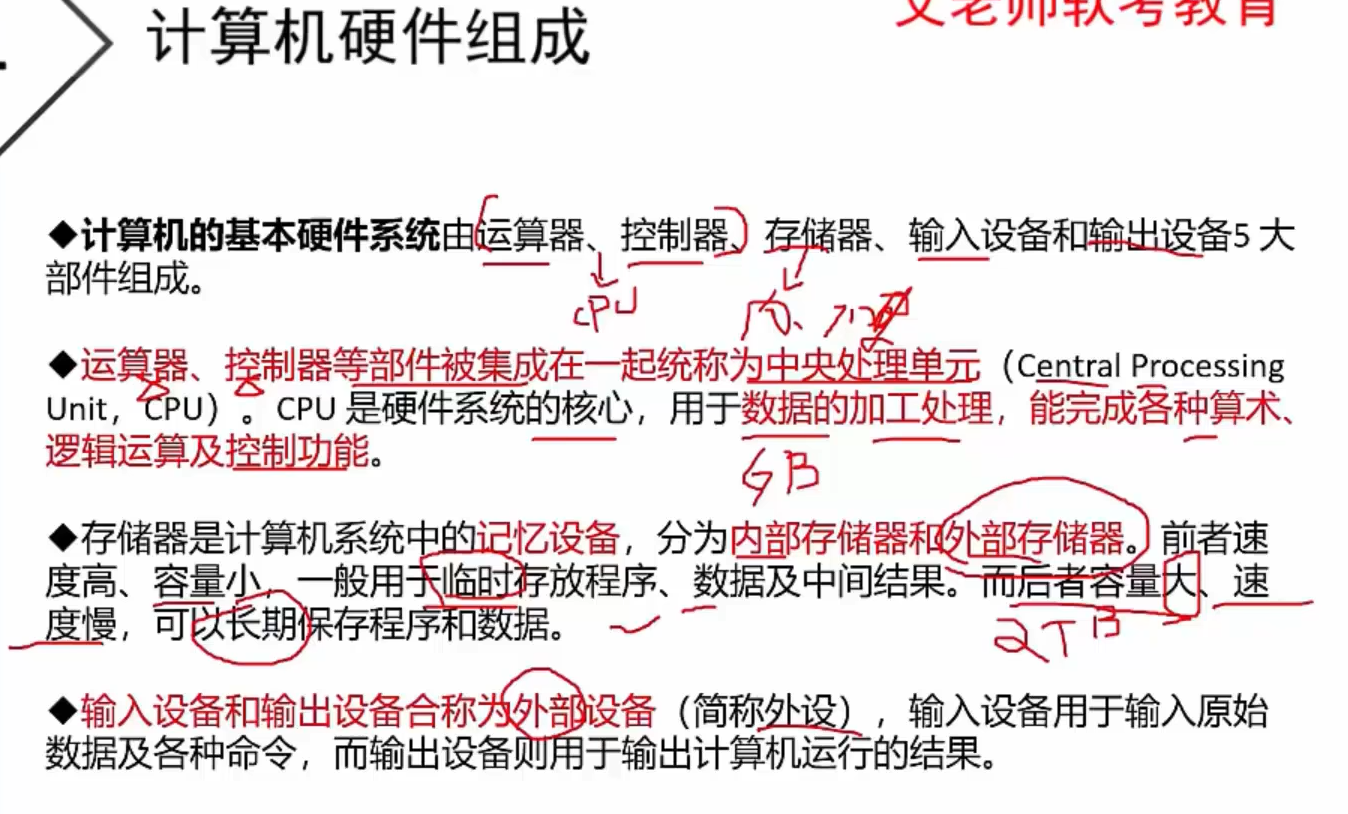 文老师软考教育
计算机硬件组成
◆计算机的基本硬件系统由运算器、控制器、存储器、输入设备和输出设备5 大
部件组成。
CPU 内、
◆运算器、控制器等部件被集成在一起统称为中央处理单元（Central Processing
Unit，CPU）。CPU 是硬件系统的核心，用于数据的加工处理，能完成各种算术、
逻辑运算及控制功能。
GB
◆存储器是计算机系统中的记忆设备，分为内部存储器和外部存储器。前者速
度高、容量小，一般用于临时存放程序、数据及中间结果。而后者容量大、速
度慢，可以长期保存程序和数据。
2TB
◆输入设备和输出设备合称为外部设备（简称外设），输入设备用于输入原始
数据及各种命令，而输出设备则用于输出计算机运行的结果。